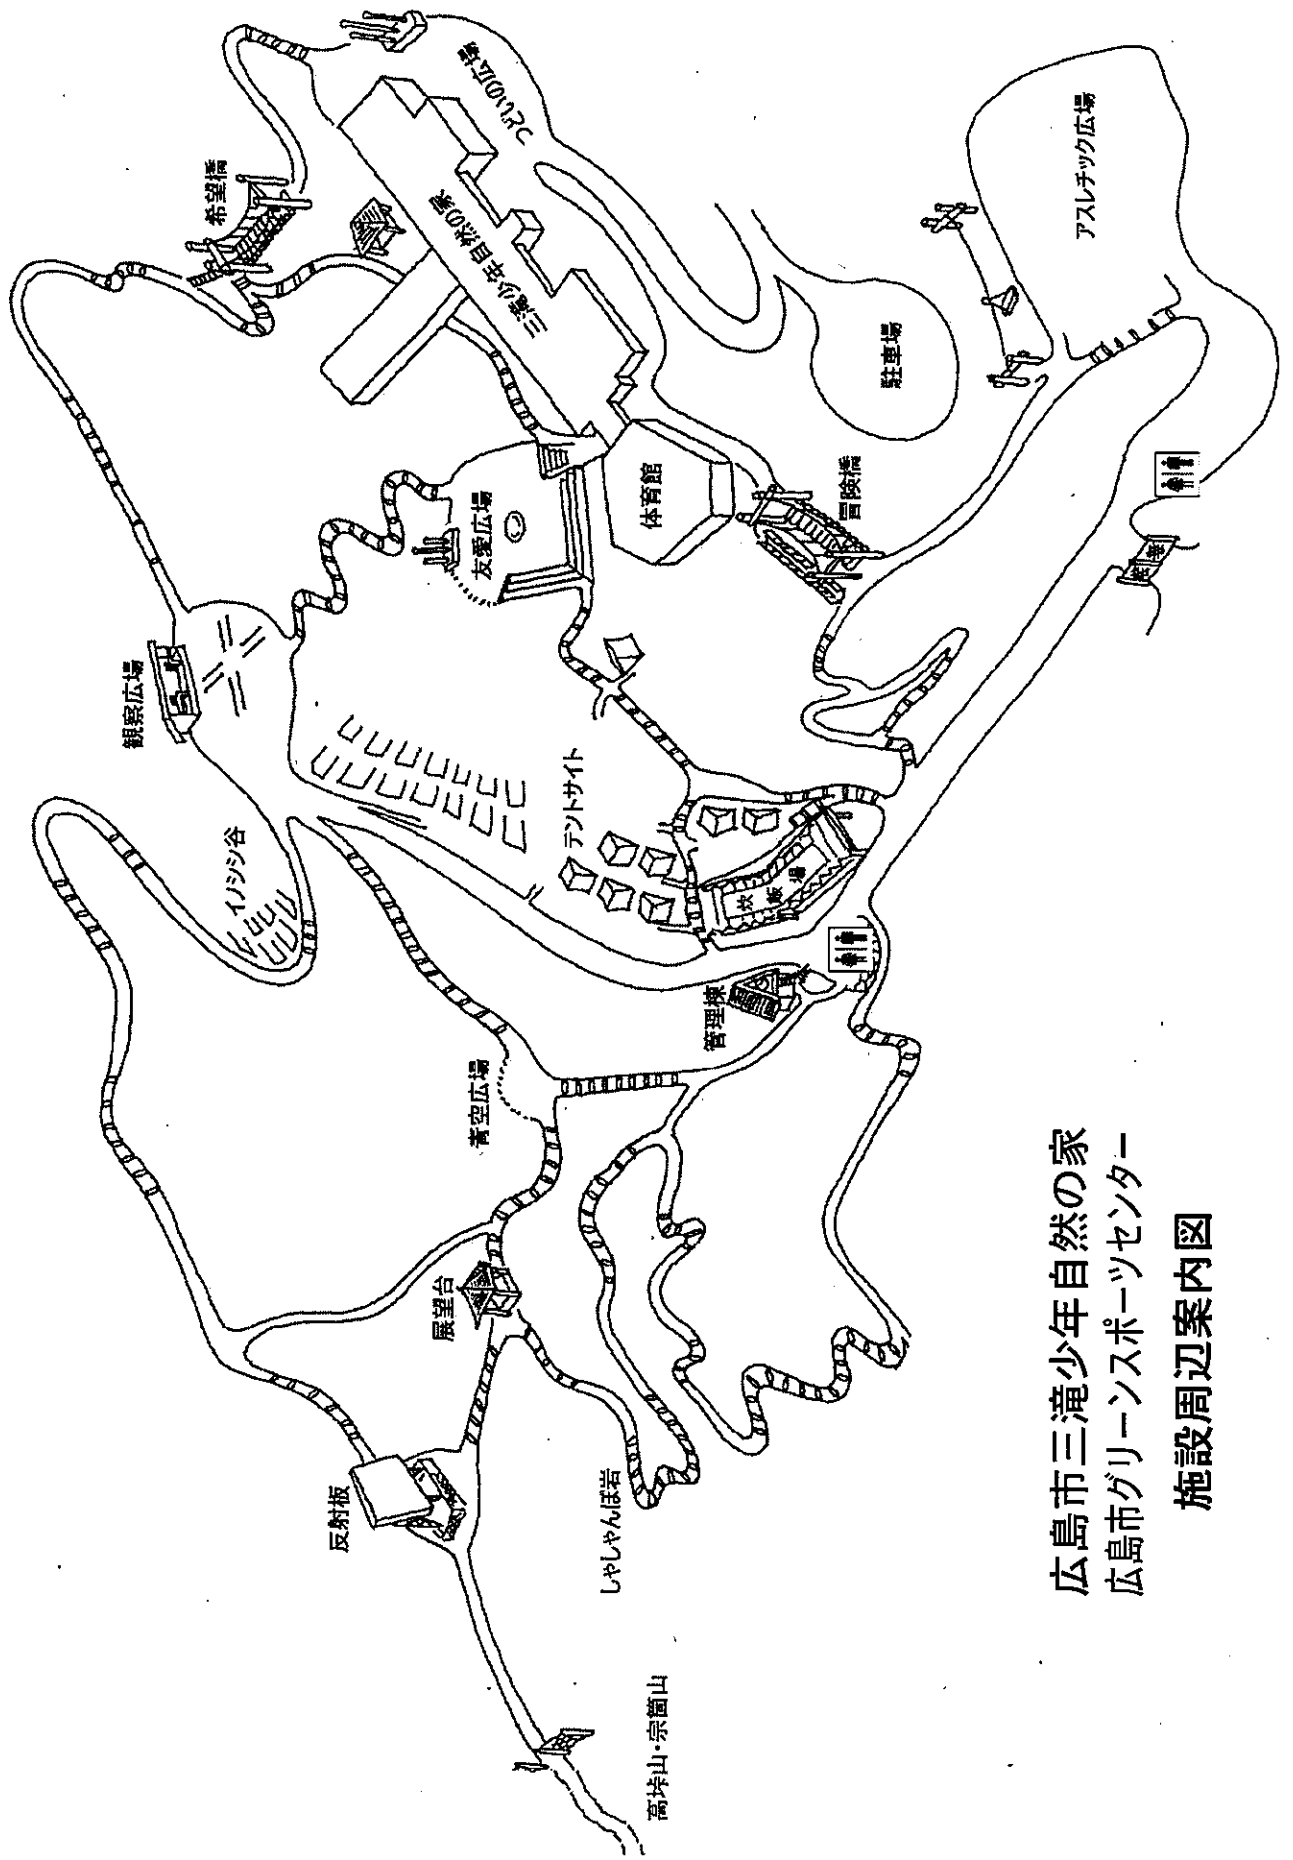 観察広場
希望橋
イノシシ谷
反射板
展望台
青空広場
友愛広場
三滝少年自然の家
つどいの広場
テントサイト
しゃしゃんぼ岩
体育館
高垰山・宗箇山
管理棟
炊飯場
冒険橋
駐車場
アスレチック広場
広島市三滝少年自然の家
広島市グリーンスポーツセンター
施設周辺案内図